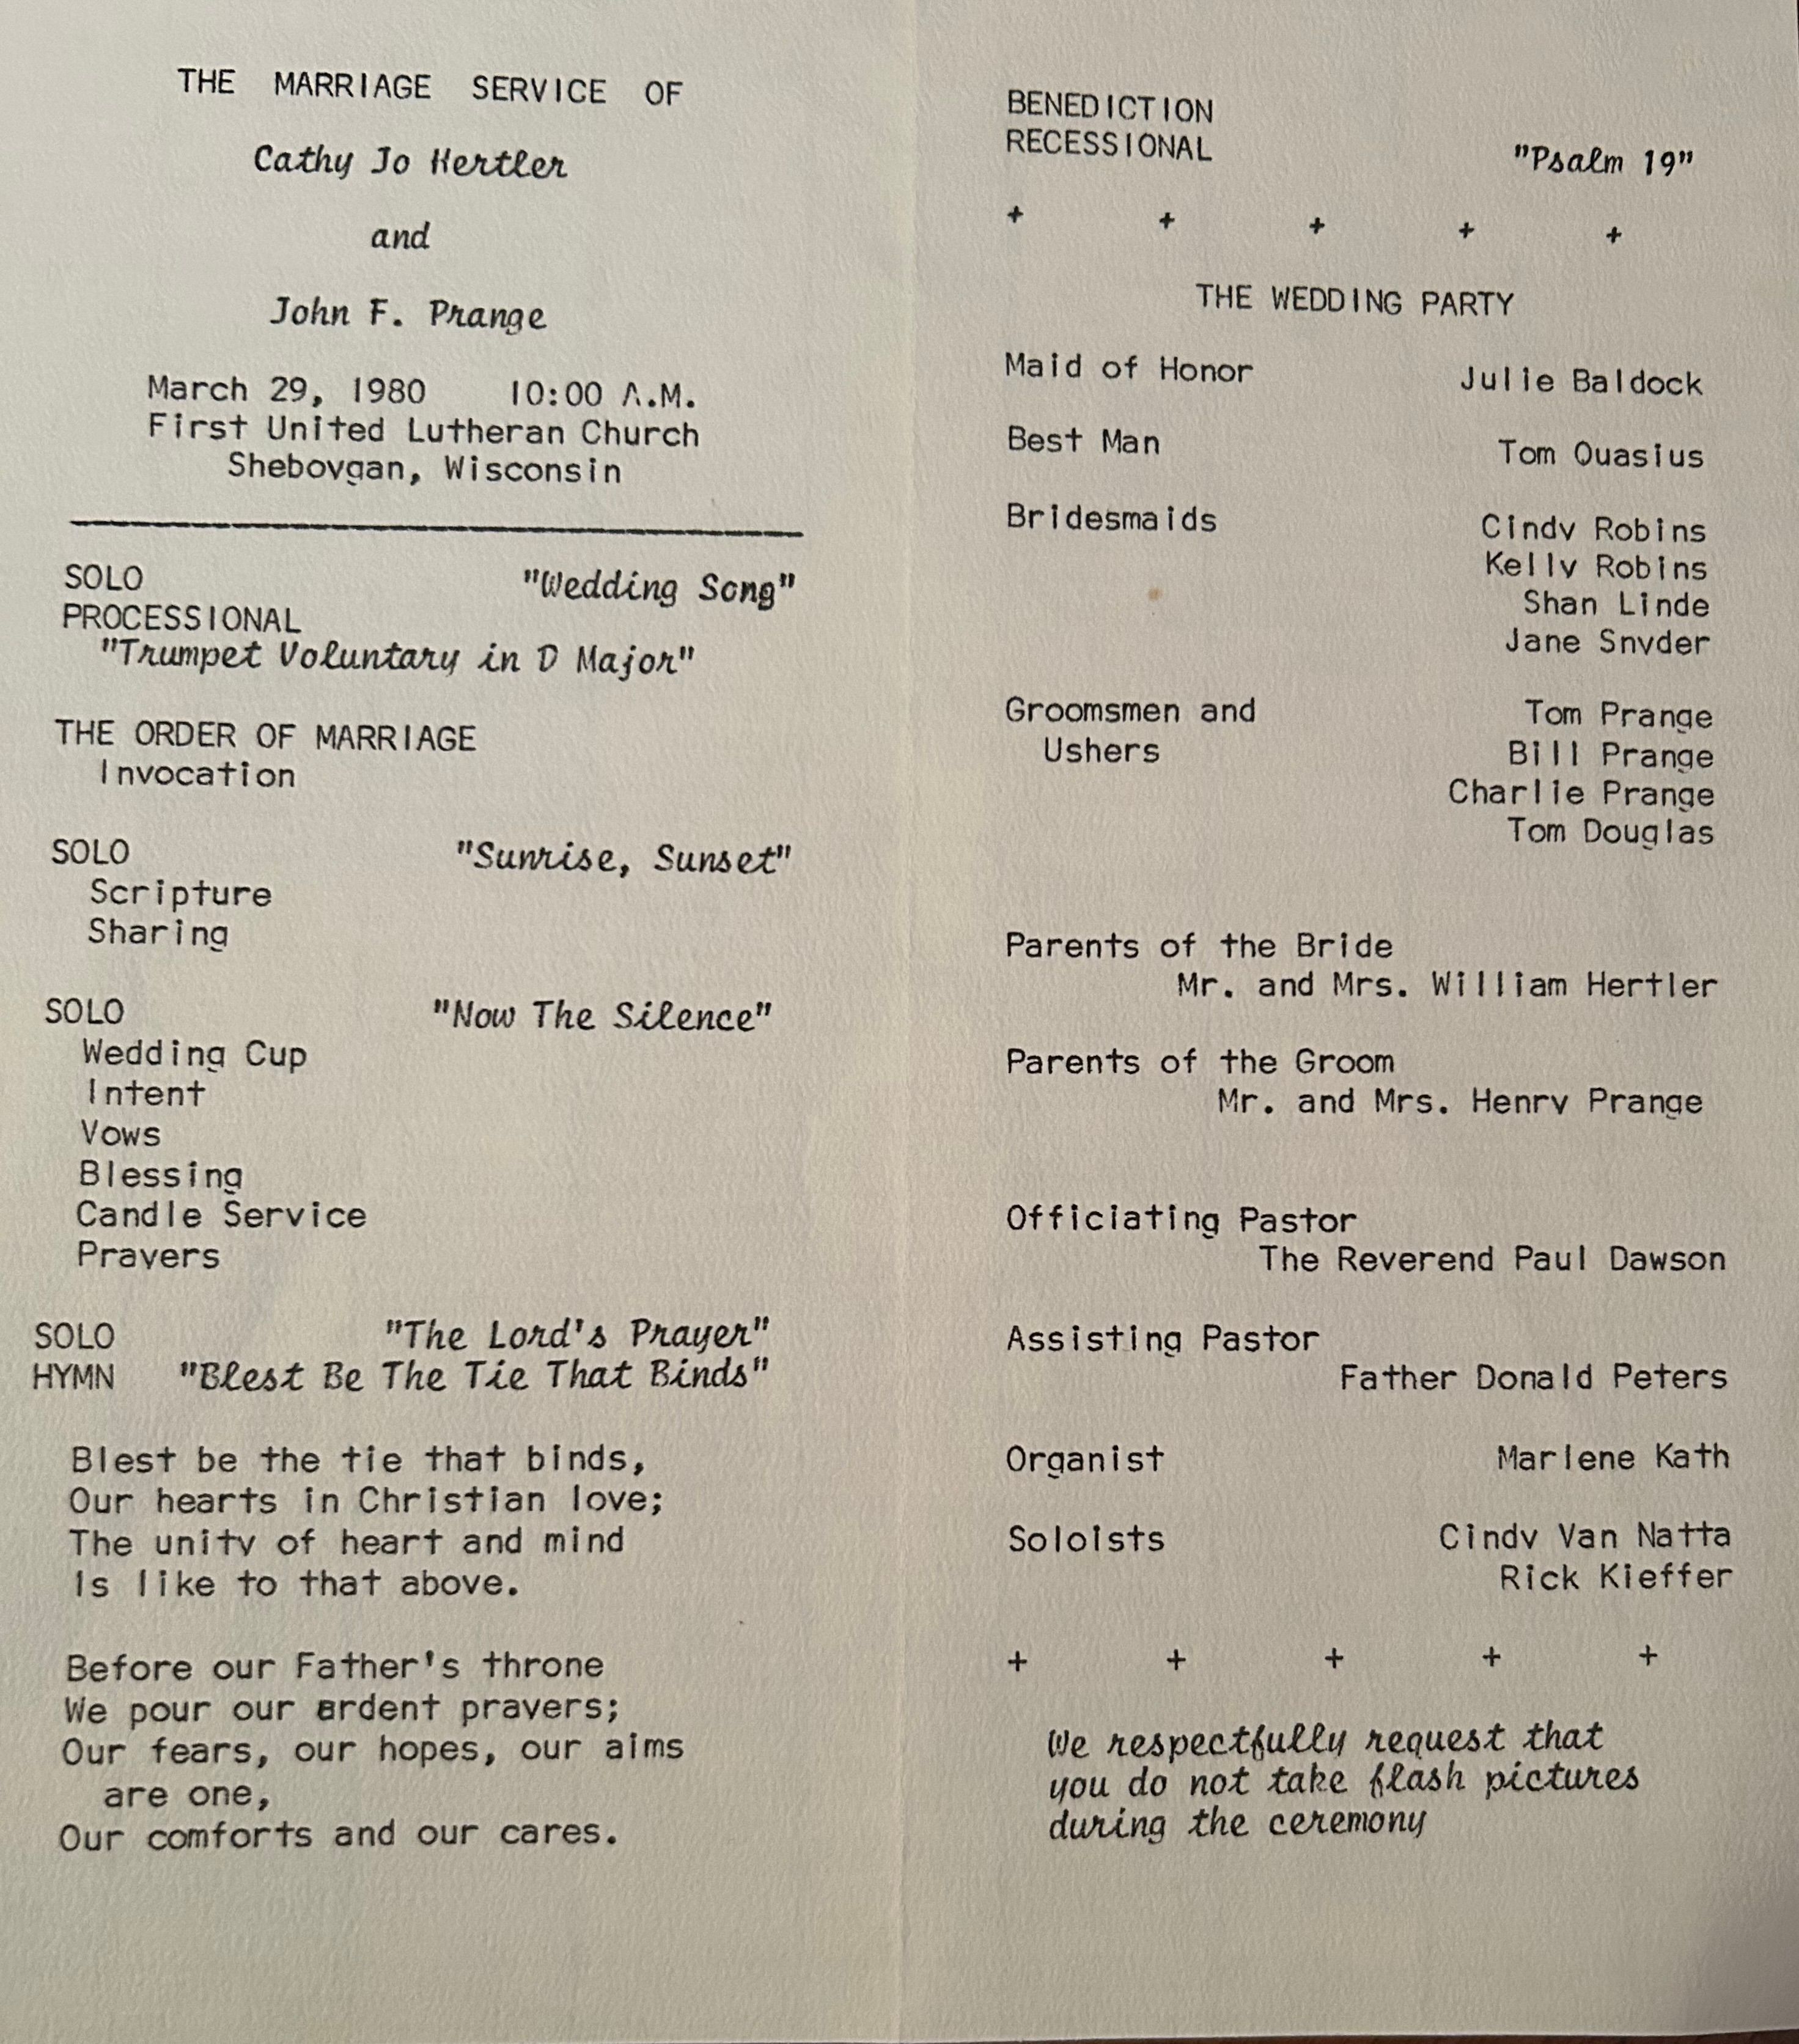 THE MARRIAGE SERVICE OF
Cathy Jo Hertler
and
John F. Prange
March 29, 1980 10:00 A.M.
First United Lutheran Church
Sheboygan, Wisconsin
SOLO "Wedding Song"
PROCESSIONAL
"Trumpet Voluntary in D Major"
THE ORDER OF MARRIAGE
Invocation
SOLO "Sunrise, Sunset"
Scripture
Sharing
SOLO "Now The Silence"
Wedding Cup
Intent
Vows
Blessing
Candle Service
Prayers
SOLO "The Lord's Prayer"
HYMN "Blest Be The Tie That Binds"
Blest be the tie that binds,
Our hearts in Christian love;
The unity of heart and mind
Is like to that above.
Before our Father's throne
We pour our ardent prayers;
Our fears, our hopes, our aims
are one,
Our comforts and our cares.
BENEDICTION
RECESSIONAL "Psalm 19"
+ + + + +
THE WEDDING PARTY
Maid of Honor Julie Baldock
Best Man Tom Quasius
Bridesmaids Cindy Robins
Kelly Robins
Shan Linde
Jane Snyder
Groomsmen and Tom Prange
Ushers Bill Prange
Charlie Prange
Tom Douglas
Parents of the Bride
Mr. and Mrs. William Hertler
Parents of the Groom
Mr. and Mrs. Henry Prange
Officiating Pastor
The Reverend Paul Dawson
Assisting Pastor
Father Donald Peters
Organist Marlene Kath
Soloists Cindy Van Natta
Rick Kieffer
+ + + + +
We respectfully request that
you do not take flash pictures
during the ceremony